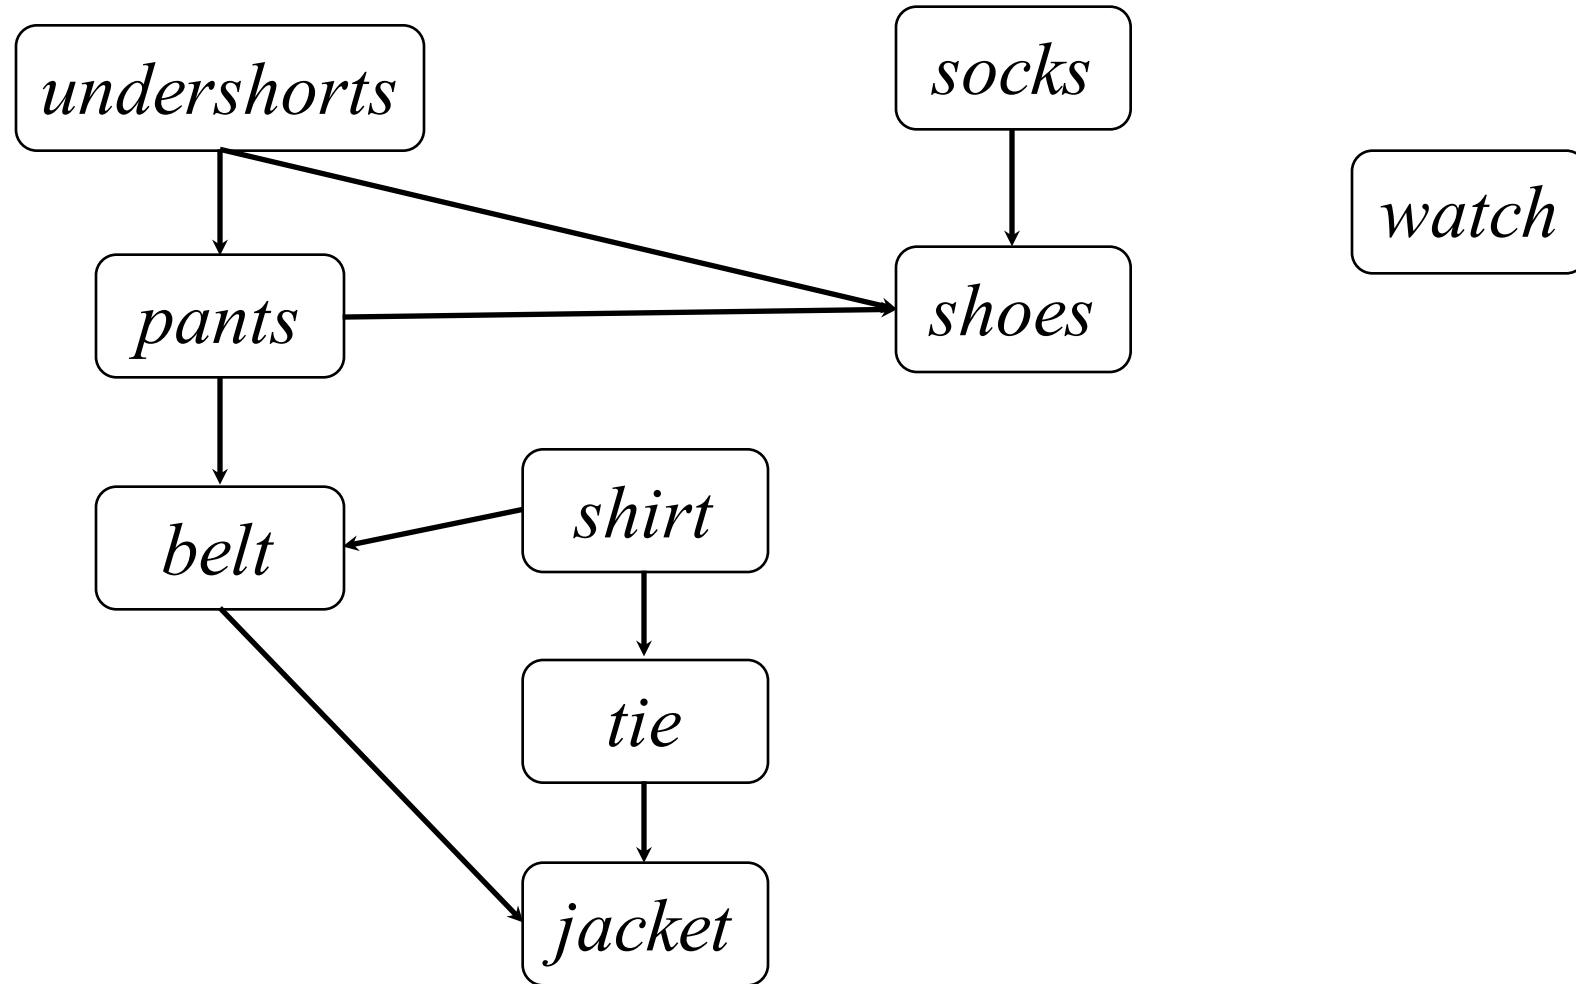 undershorts
socks
watch
pants
shoes
belt
shirt
tie
jacket